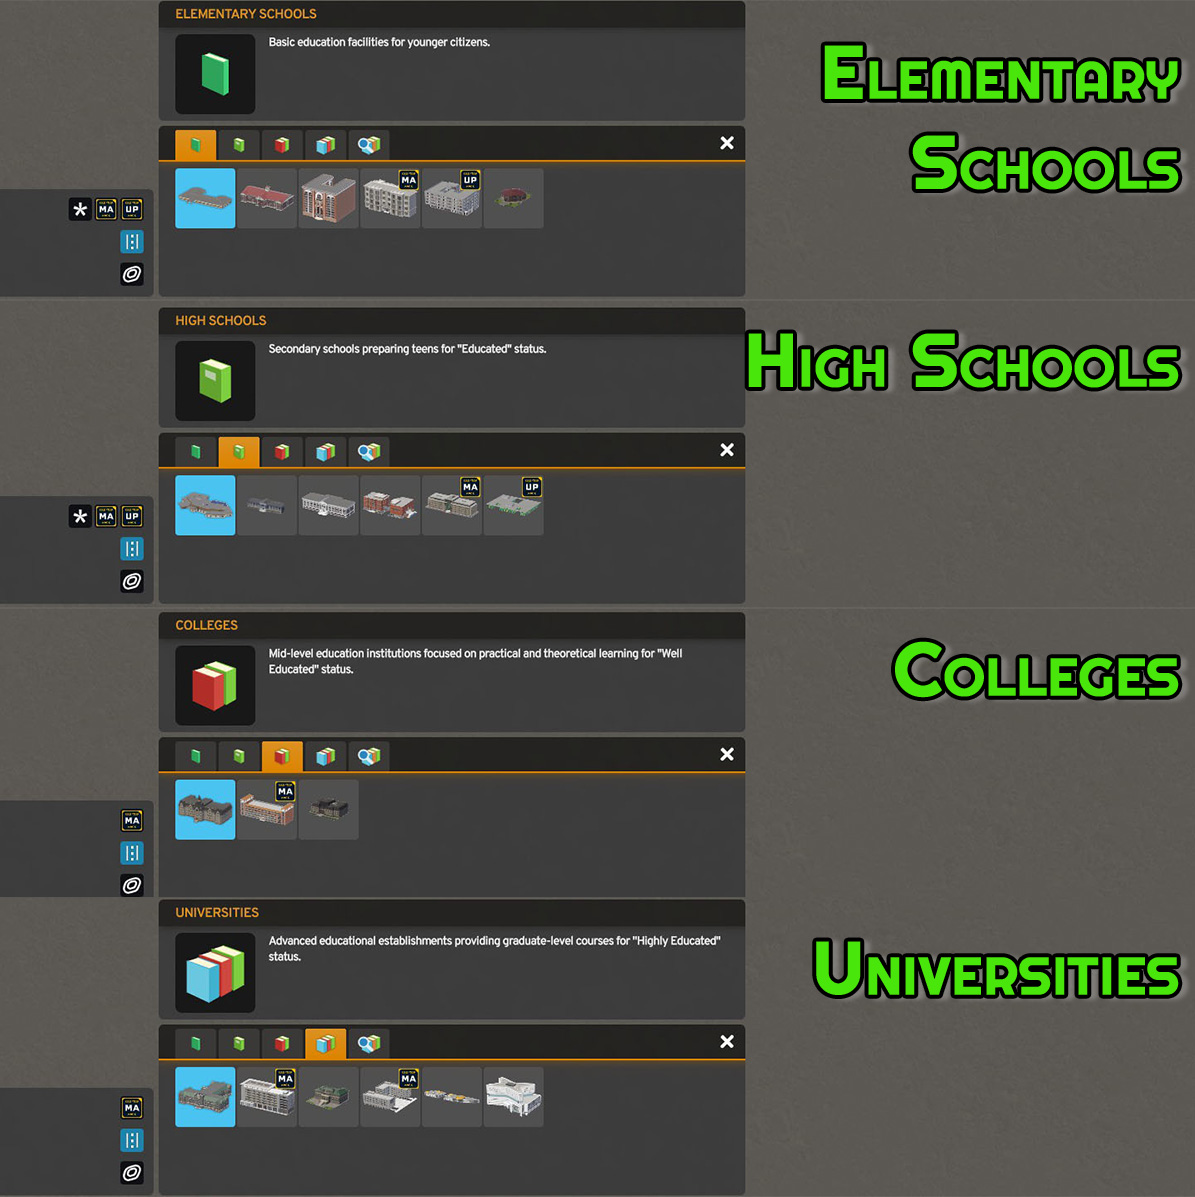 ELEMENTARY SCHOOLS
Basic education facilities for younger citizens.
ELEMENTARY
SCHOOLS
MA
UP
MA UP
HIGH SCHOOLS
Secondary schools preparing teens for "Educated" status.
HIGH SCHOOLS
MA
UP
MA UP
COLLEGES
Mid-level education institutions focused on practical and theoretical learning for "Well
Educated" status.
COLLEGES
MA
MA
UNIVERSITIES
Advanced educational establishments providing graduate-level courses for "Highly Educated"
status.
UNIVERSITIES
MA
MA
MA